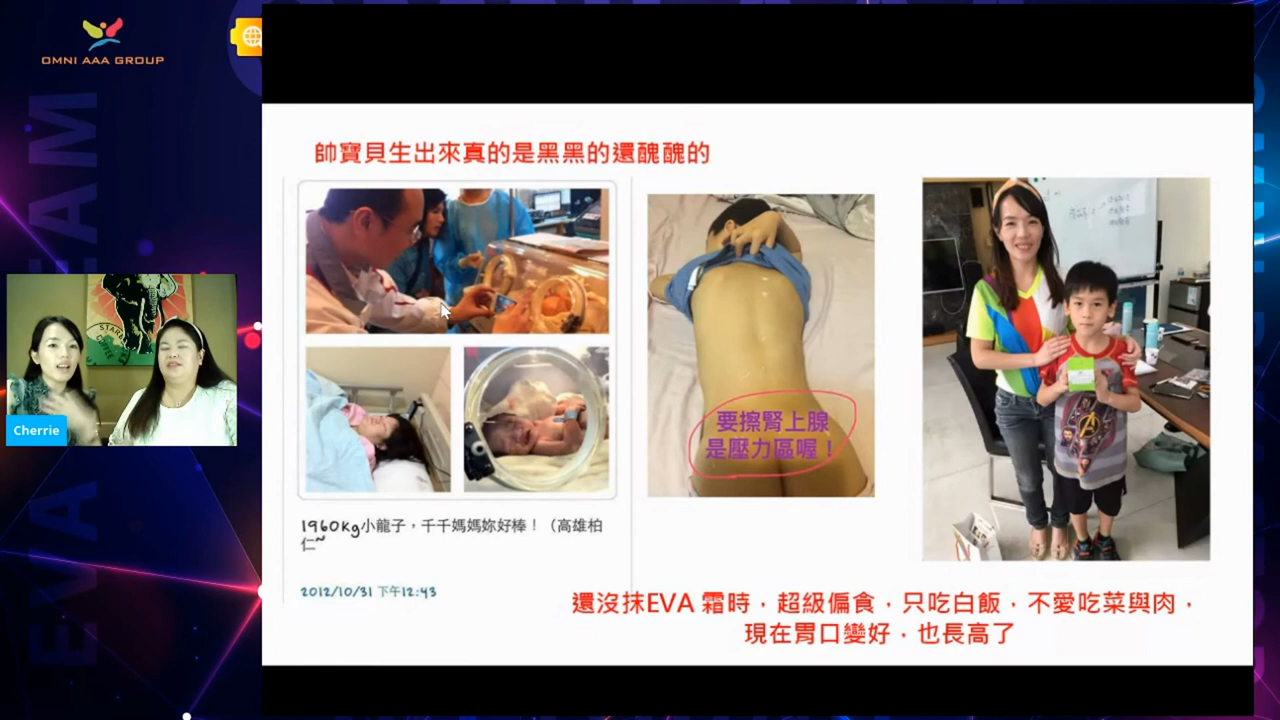 OMNI AAA GROUP
EVA TEAM
Cherrie
帥寶貝生出來真的是黑黑的還醜醜的
1960kg小龍子，千千媽媽妳好棒！（高雄柏
仁~
2012/10/31 下午12:43
要擦腎上腺
是壓力區喔！
還沒抹EVA 霜時，超級偏食，只吃白飯，不愛吃菜與肉，
現在胃口變好，也長高了